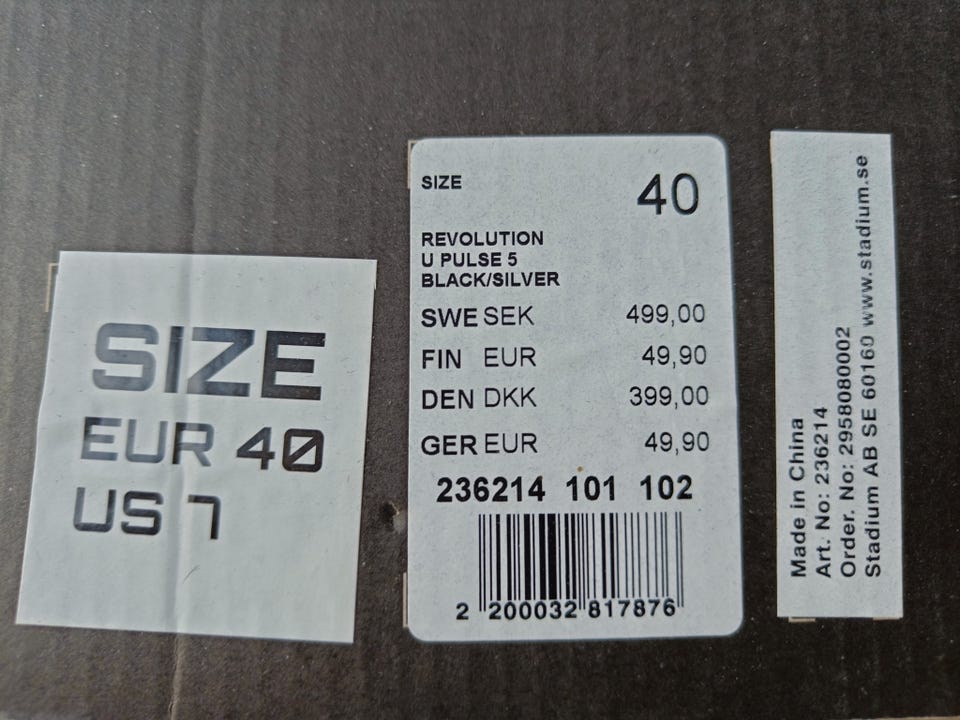 SIZE
EUR 40
US 7
SIZE 40
REVOLUTION
U PULSE 5
BLACK/SILVER
SWE SEK 499,00
FIN EUR 49,90
DEN DKK 399,00
GER EUR 49,90
236214 101 102
2 200032 817876
Made in China
Art. No: 236214
Order. No: 2958080002
Stadium AB SE 60160 www.stadium.se